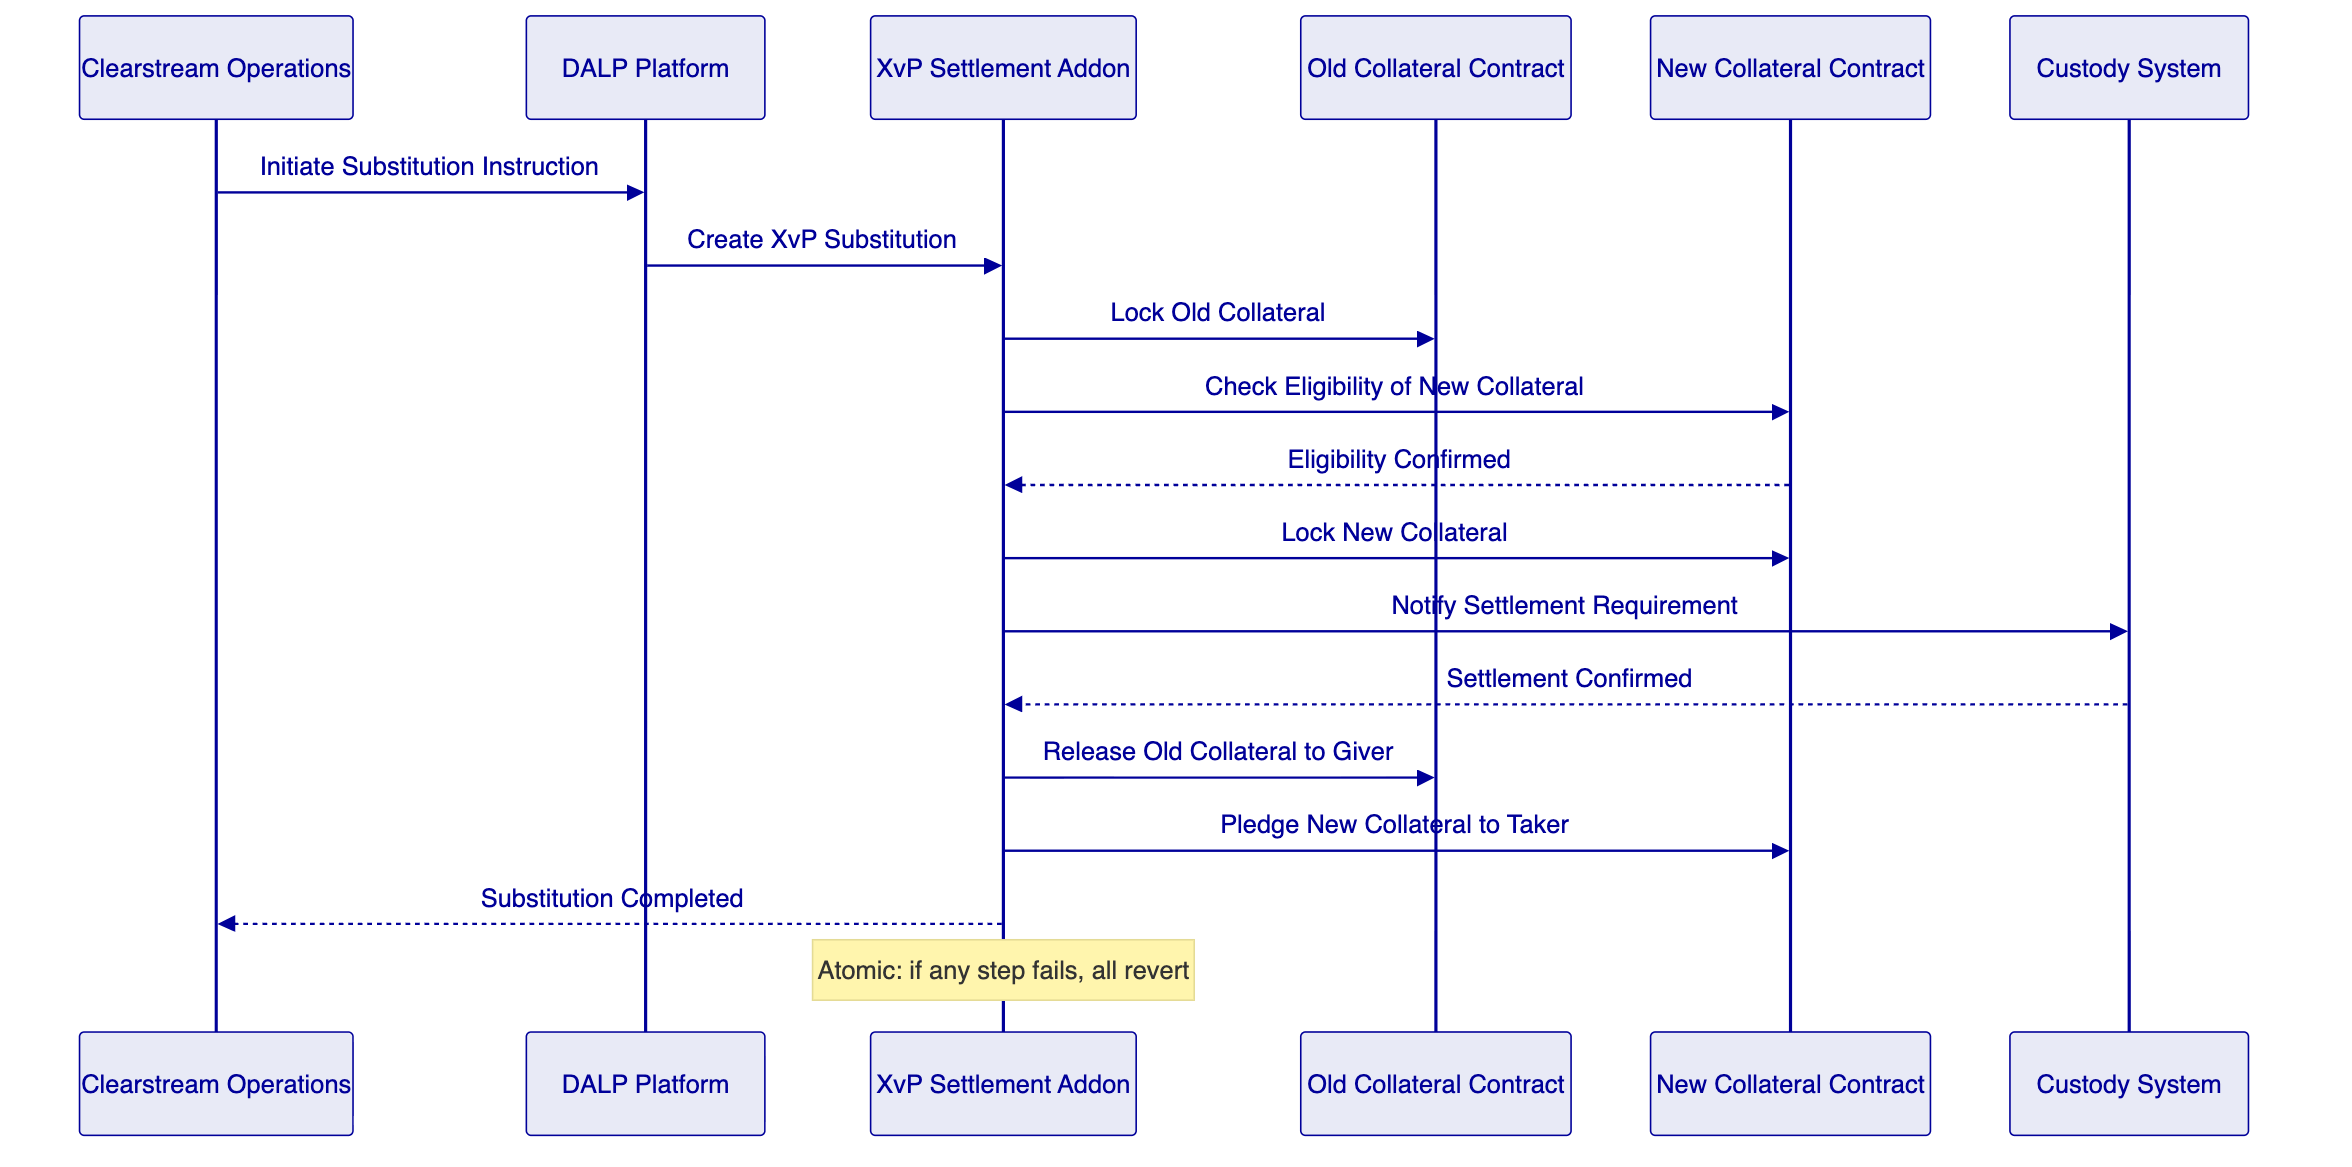 Clearstream Operations
DALP Platform
XvP Settlement Addon
Old Collateral Contract
New Collateral Contract
Custody System
Initiate Substitution Instruction
Create XvP Substitution
Lock Old Collateral
Check Eligibility of New Collateral
Eligibility Confirmed
Lock New Collateral
Notify Settlement Requirement
Settlement Confirmed
Release Old Collateral to Giver
Pledge New Collateral to Taker
Substitution Completed
Atomic: if any step fails, all revert
Clearstream Operations
DALP Platform
XvP Settlement Addon
Old Collateral Contract
New Collateral Contract
Custody System